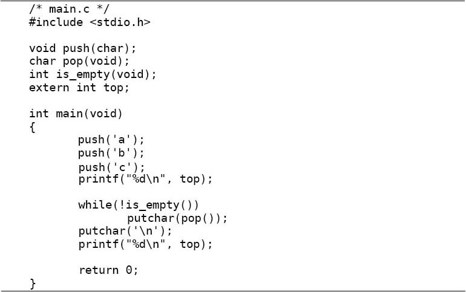 /* main.c */
#include <stdio.h>

void push(char);
char pop(void);
int is_empty(void);
extern int top;

int main(void)
{
        push('a');
        push('b');
        push('c');
        printf("%d\n", top);

        while(!is_empty())
                putchar(pop());
        putchar('\n');
        printf("%d\n", top);

        return 0;
}